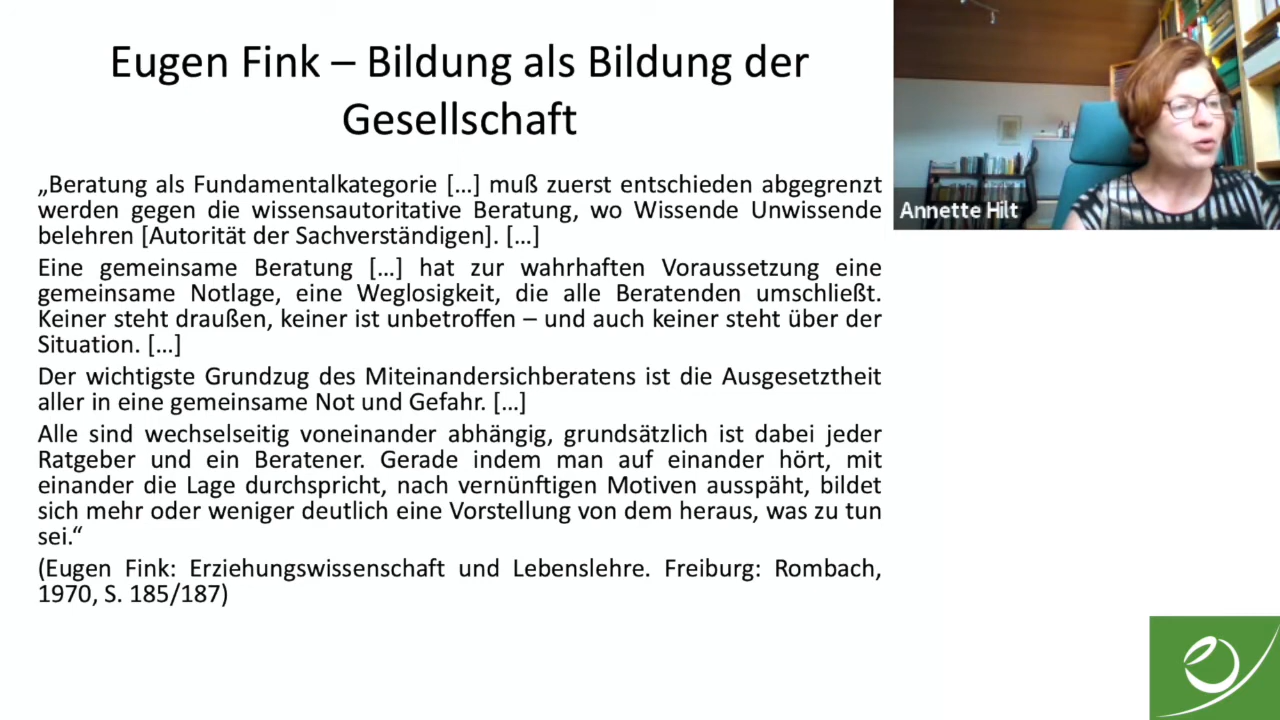 Eugen Fink – Bildung als Bildung der
Gesellschaft
„Beratung als Fundamentalkategorie […] muß zuerst entschieden abgegrenzt
werden gegen die wissensautoritative Beratung, wo Wissende Unwissende
belehren [Autorität der Sachverständigen]. […]
Eine gemeinsame Beratung […] hat zur wahrhaften Voraussetzung eine
gemeinsame Notlage, eine Weglosigkeit, die alle Beratenden umschließt.
Keiner steht draußen, keiner ist unbetroffen – und auch keiner steht über der
Situation. […]
Der wichtigste Grundzug des Miteinandersichberatens ist die Ausgesetztheit
aller in eine gemeinsame Not und Gefahr. […]
Alle sind wechselseitig voneinander abhängig, grundsätzlich ist dabei jeder
Ratgeber und ein Beratener. Gerade indem man auf einander hört, mit
einander die Lage durchspricht, nach vernünftigen Motiven ausspäht, bildet
sich mehr oder weniger deutlich eine Vorstellung von dem heraus, was zu tun
sei.“
(Eugen Fink: Erziehungswissenschaft und Lebenslehre. Freiburg: Rombach,
1970, S. 185/187)
Annette Hilt